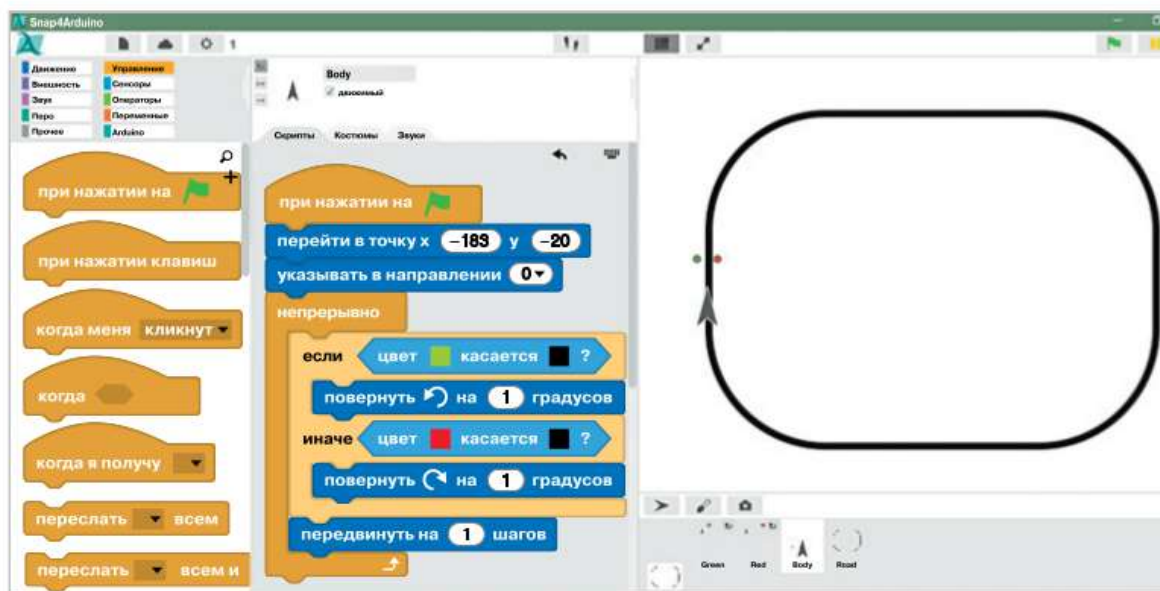 Snap4Arduino
1
Движение
Управление
Внешность
Сенсоры
Звук
Операторы
Перо
Переменные
Прочее
Arduino
при нажатии на
при нажатии клавиш
когда меня кликнут
когда
когда я получу
переслать всем
переслать всем и
Body
движимый
Скрипты Костюмы Звуки
при нажатии на
перейти в точку x -183 y -20
указывать в направлении 0
непрерывно
если цвет касается ?
повернуть на 1 градусов
иначе цвет касается ?
повернуть на 1 градусов
передвинуть на 1 шагов
Green Red Body Road